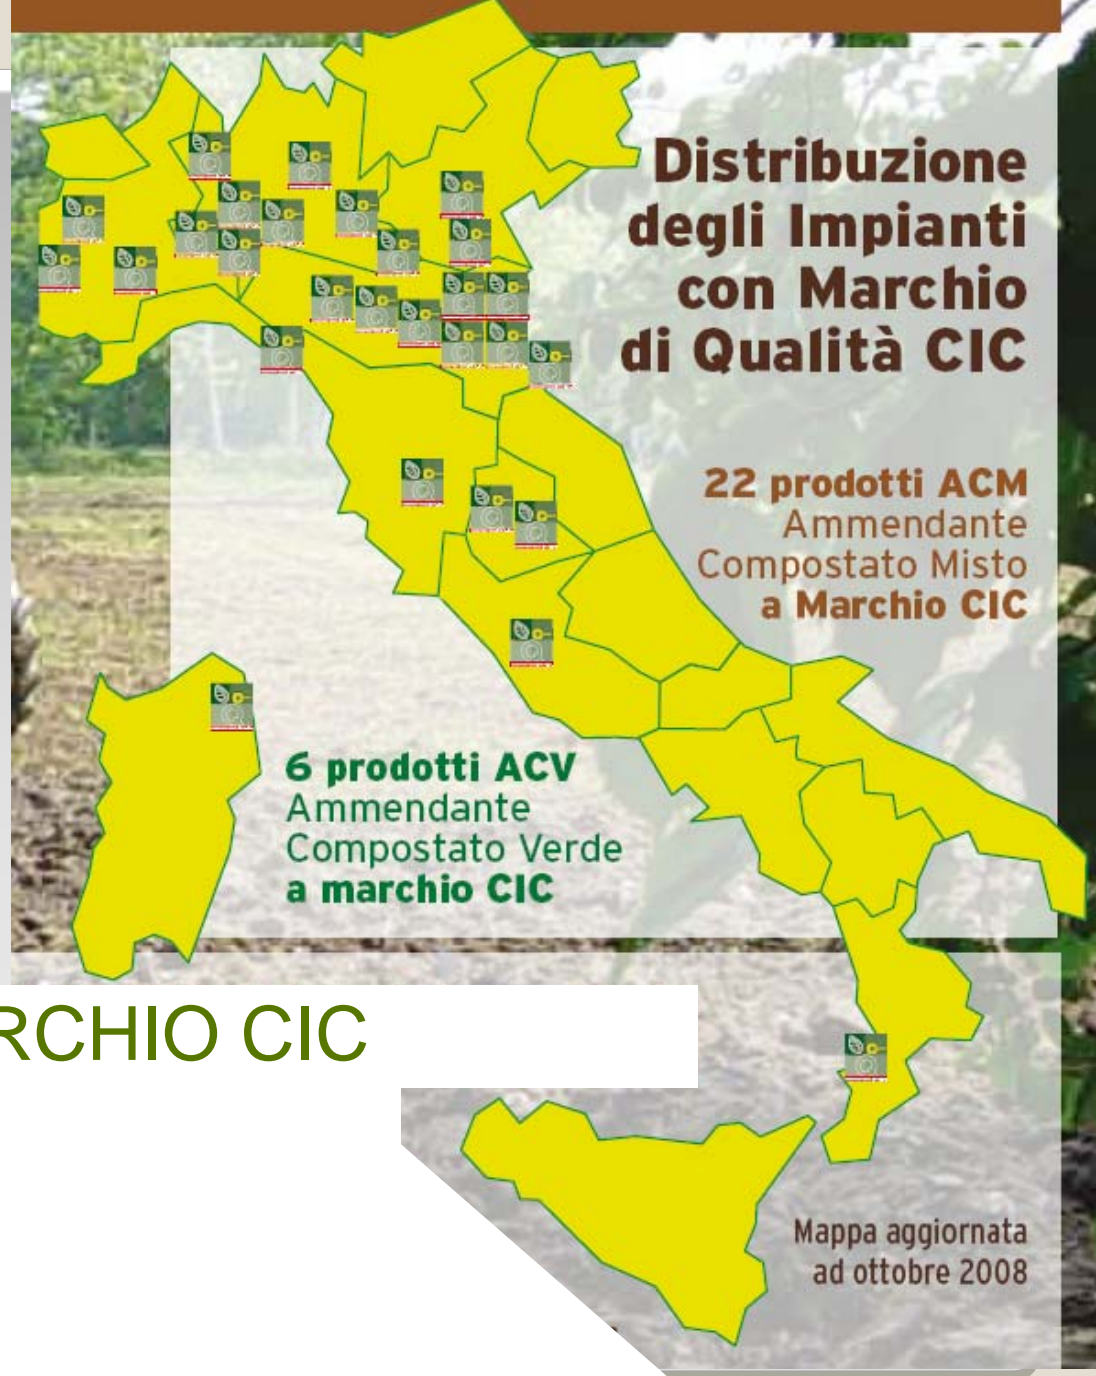 Distribuzione
degli Impianti
con Marchio
di Qualità CIC
22 prodotti ACM
Ammendante
Compostato Misto
a Marchio CIC
6 prodotti ACV
Ammendante
Compostato Verde
a marchio CIC
RCHIO CIC
Mappa aggiornata
ad ottobre 2008